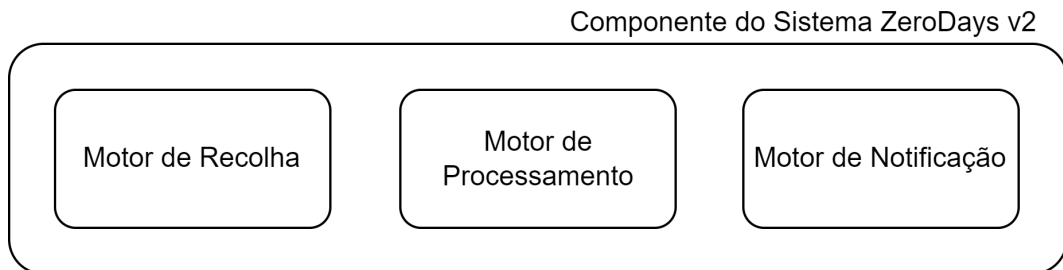 Componente do Sistema ZeroDays v2
Motor de Recolha
Motor de
Processamento
Motor de Notificação